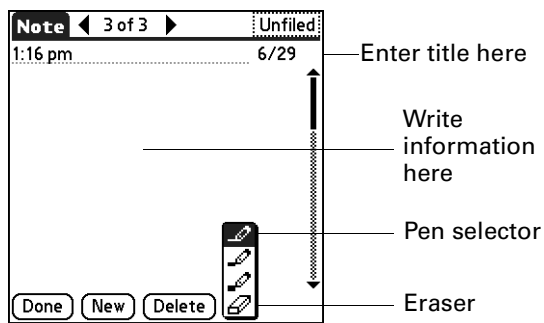 Note 3 of 3 Unfiled
1:16 pm 6/29
Enter title here
Write
information
here
Pen selector
Done New Delete
Eraser